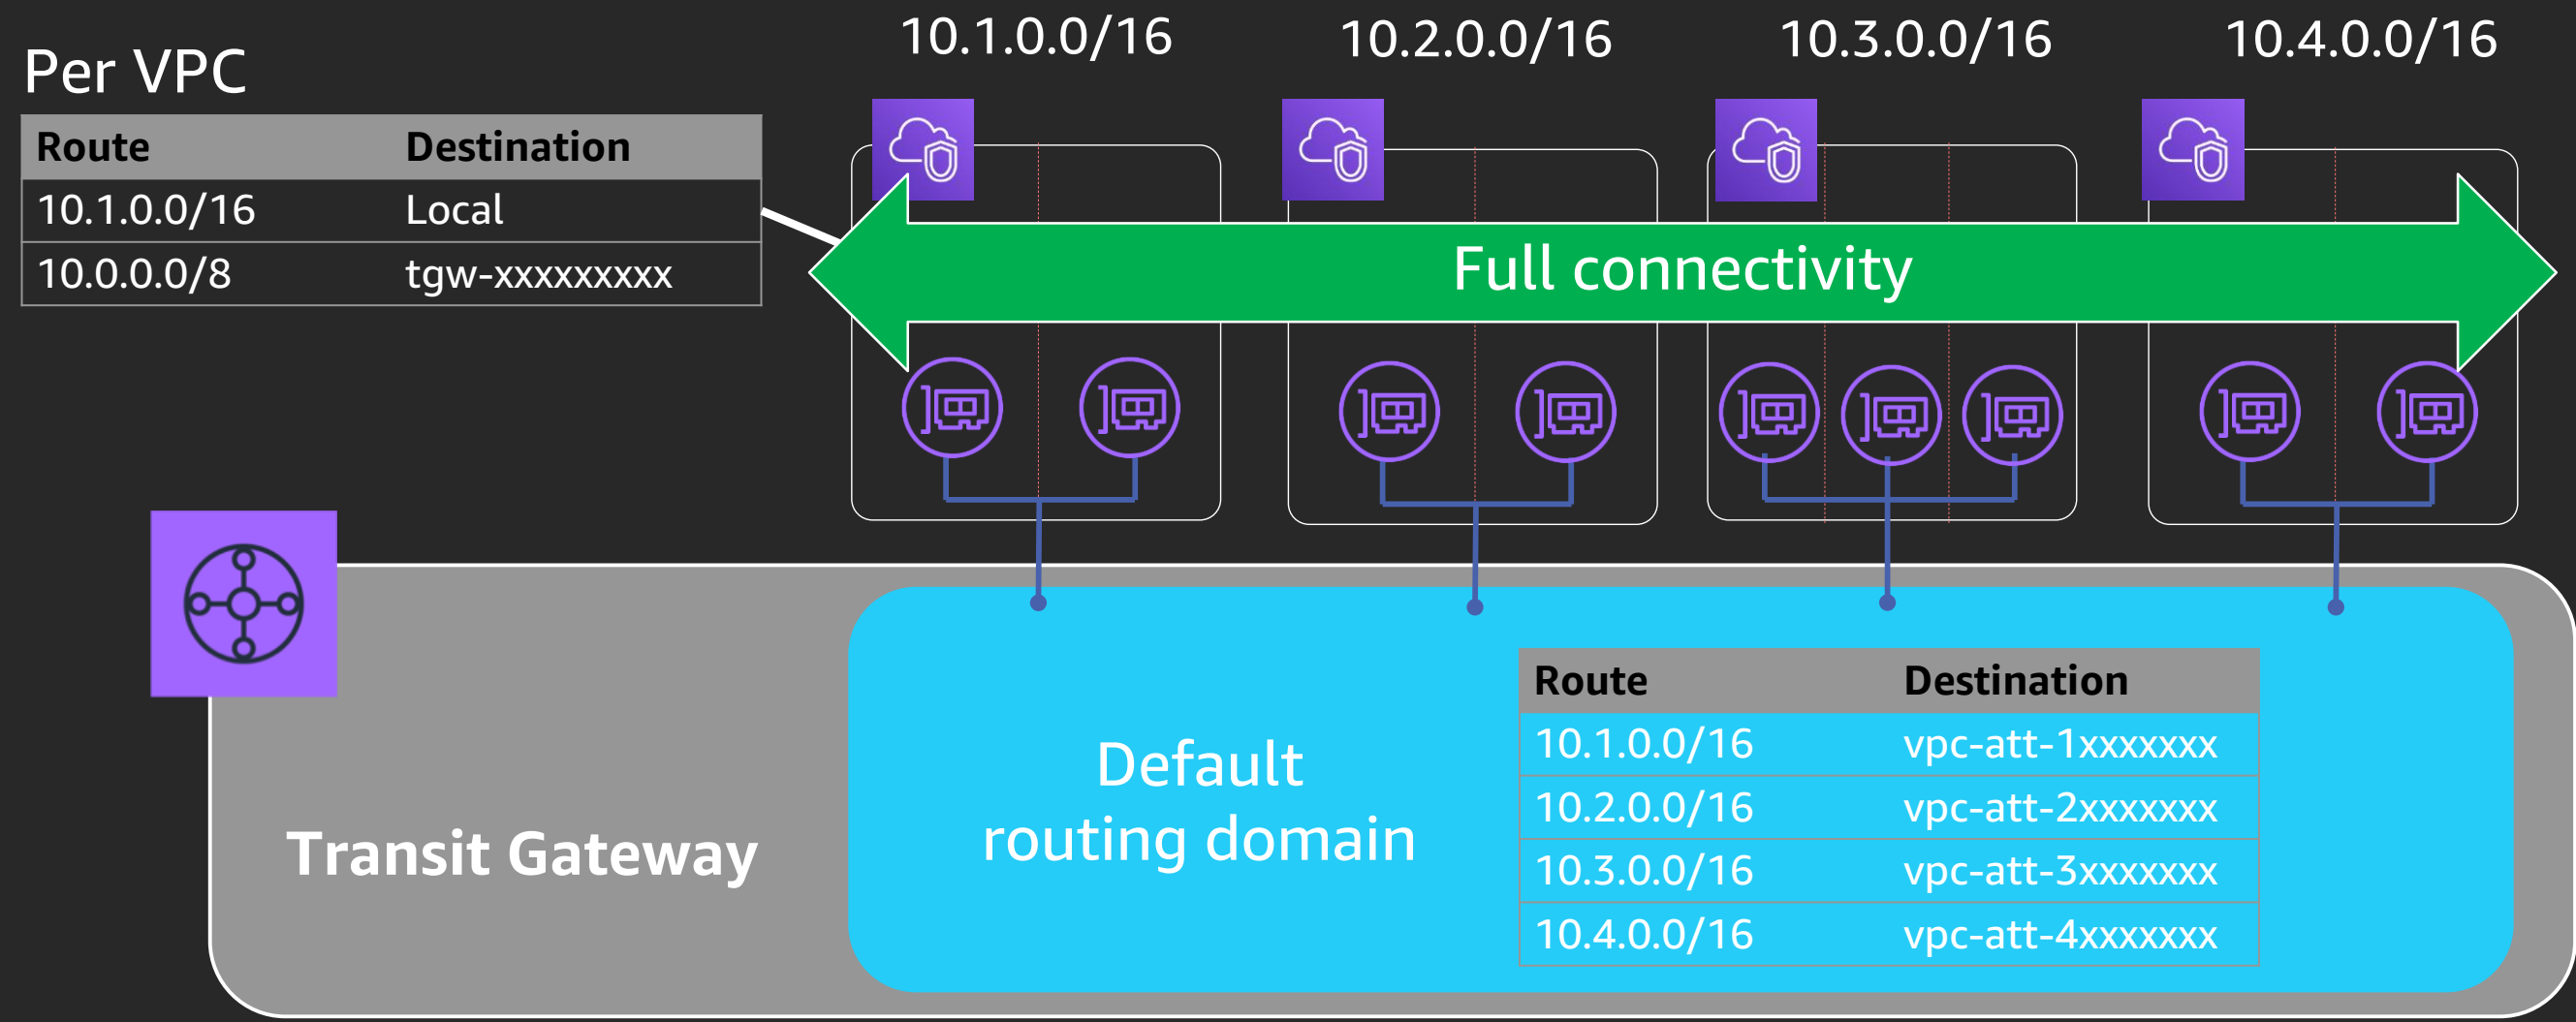 10.1.0.0/16 10.2.0.0/16 10.3.0.0/16 10.4.0.0/16
Per VPC
Route Destination
10.1.0.0/16 Local
10.0.0.0/8 tgw-xxxxxxxxx
Full connectivity
Transit Gateway
Default
routing domain
Route Destination
10.1.0.0/16 vpc-att-1xxxxxxx
10.2.0.0/16 vpc-att-2xxxxxxx
10.3.0.0/16 vpc-att-3xxxxxxx
10.4.0.0/16 vpc-att-4xxxxxxx